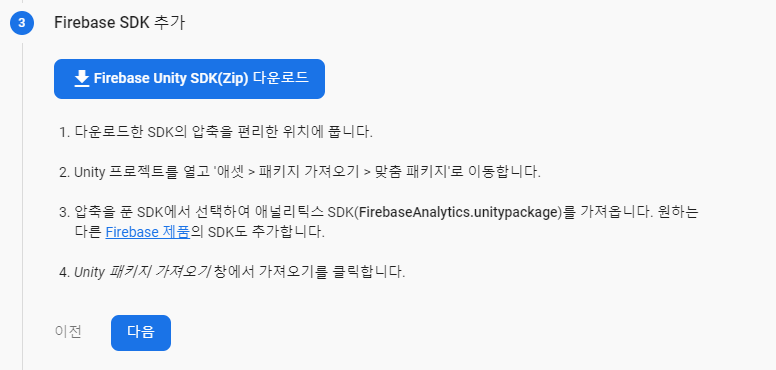 3 Firebase SDK 추가
Firebase Unity SDK(Zip) 다운로드
1. 다운로드한 SDK의 압축을 편리한 위치에 풉니다.
2. Unity 프로젝트를 열고 '애셋 > 패키지 가져오기 > 맞춤 패키지'로 이동합니다.
3. 압축을 푼 SDK에서 선택하여 애널리틱스 SDK(FirebaseAnalytics.unitypackage)를 가져옵니다. 원하는
다른 Firebase 제품의 SDK도 추가합니다.
4. Unity 패키지 가져오기 창에서 가져오기를 클릭합니다.
이전 다음